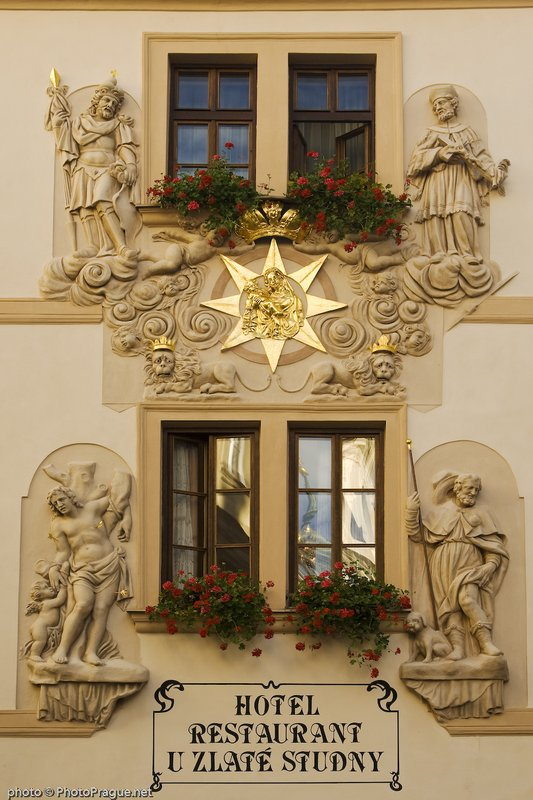 HOTEL
RESTAURANT
U ZLATÉ STUDNY
photo © PhotoPrague.net